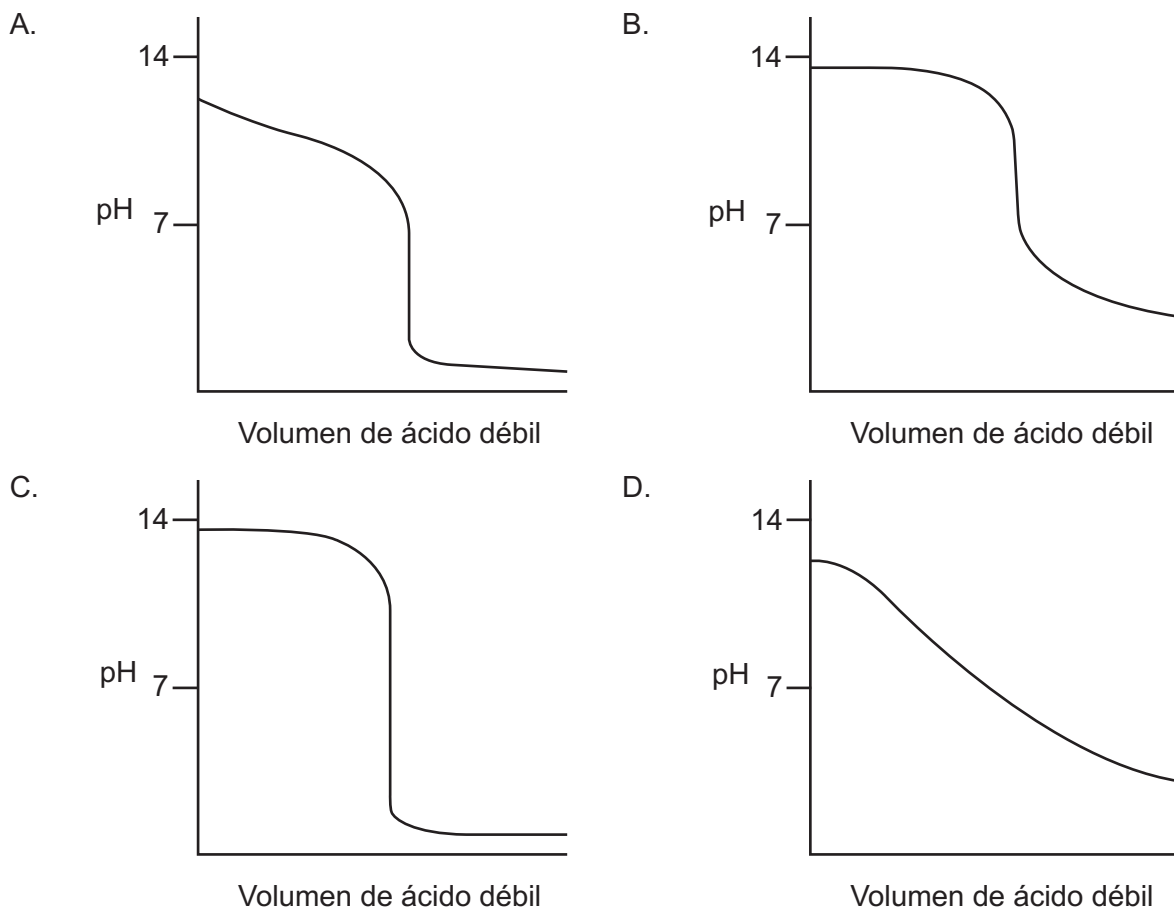 A.
14
pH 7
Volumen de ácido débil
B.
14
pH 7
Volumen de ácido débil
C.
14
pH 7
Volumen de ácido débil
D.
14
pH 7
Volumen de ácido débil